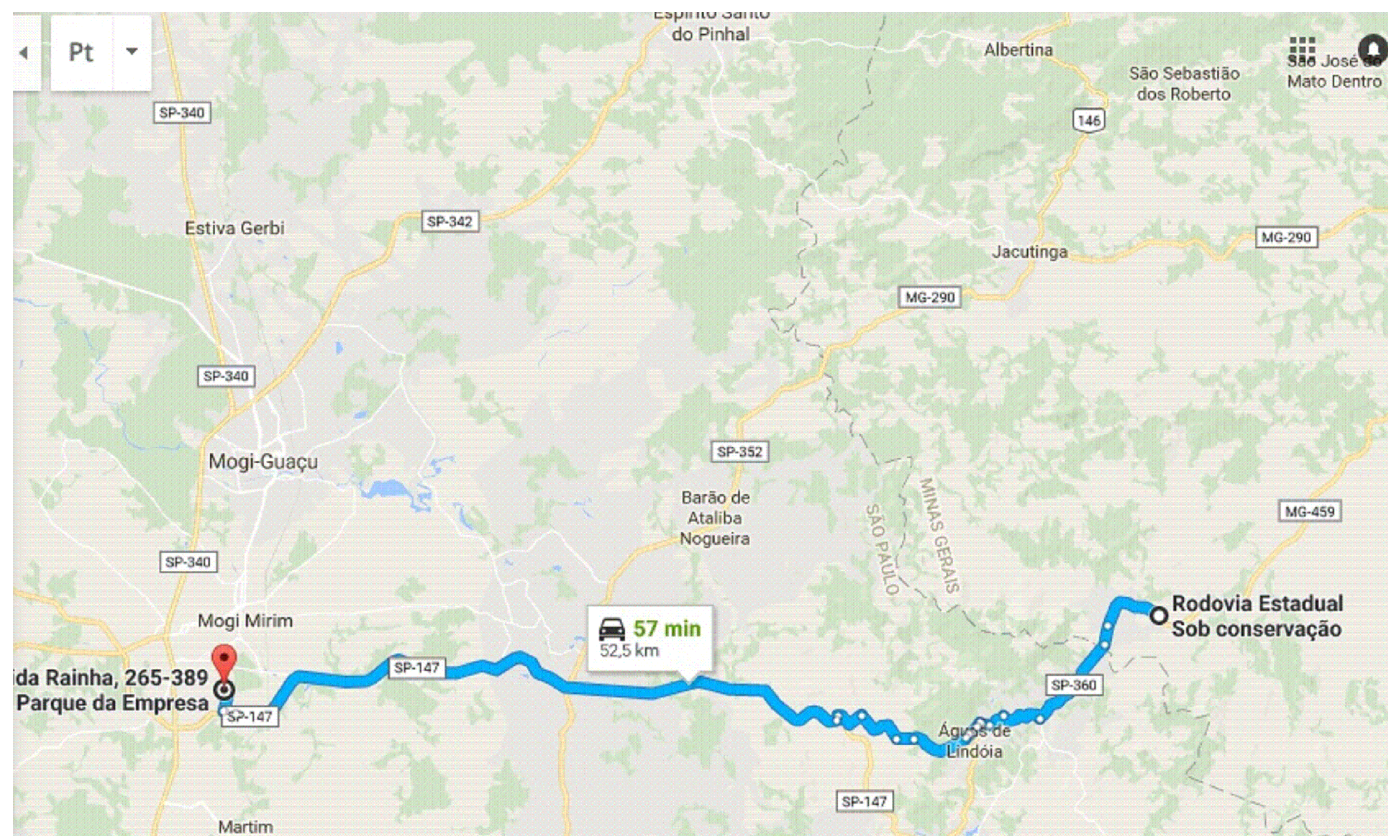 Espírito Santo
do Pinhal
Pt
Albertina
São José do
Mato Dentro
São Sebastião
dos Roberto
SP-340
146
Estiva Gerbi
SP-342
MG-290
Jacutinga
MG-290
SP-340
SP-352
Mogi-Guaçu
Barão de
Ataliba
Nogueira
MINAS GERAIS
SÃO PAULO
MG-459
SP-340
Mogi Mirim
57 min
52,5 km
Rodovia Estadual
Sob conservação
SP-147
ida Rainha, 265-389
Parque da Empresa
SP-360
SP-147
Águas de
Lindóia
SP-147
Martim